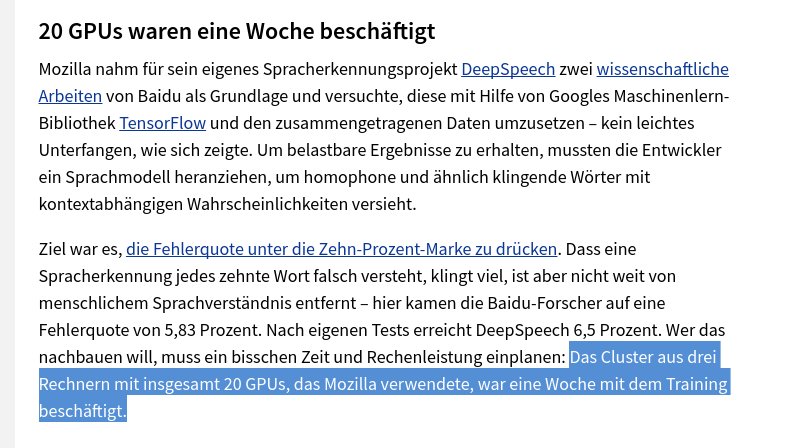 20 GPUs waren eine Woche beschäftigt
Mozilla nahm für sein eigenes Spracherkennungsprojekt DeepSpeech zwei wissenschaftliche
Arbeiten von Baidu als Grundlage und versuchte, diese mit Hilfe von Googles Maschinenlern-
Bibliothek TensorFlow und den zusammengetragenen Daten umzusetzen – kein leichtes
Unterfangen, wie sich zeigte. Um belastbare Ergebnisse zu erhalten, mussten die Entwickler
ein Sprachmodell heranziehen, um homophone und ähnlich klingende Wörter mit
kontextabhängigen Wahrscheinlichkeiten versieht.
Ziel war es, die Fehlerquote unter die Zehn-Prozent-Marke zu drücken. Dass eine
Spracherkennung jedes zehnte Wort falsch versteht, klingt viel, ist aber nicht weit von
menschlichem Sprachverständnis entfernt – hier kamen die Baidu-Forscher auf eine
Fehlerquote von 5,83 Prozent. Nach eigenen Tests erreicht DeepSpeech 6,5 Prozent. Wer das
nachbauen will, muss ein bisschen Zeit und Rechenleistung einplanen: Das Cluster aus drei
Rechnern mit insgesamt 20 GPUs, das Mozilla verwendete, war eine Woche mit dem Training
beschäftigt.